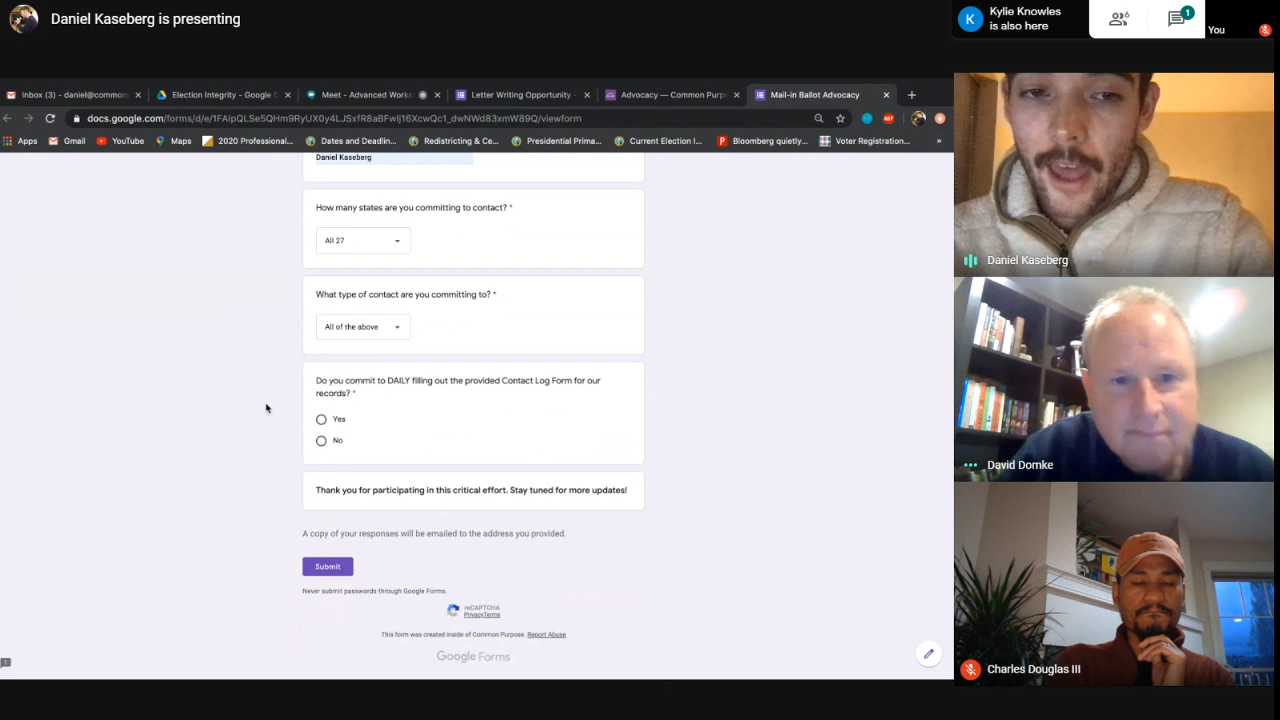 Daniel Kaseberg is presenting
K
Kylie Knowles
is also here
6
1
You
Inbox (3) - daniel@common
Election Integrity - Google D
Meet - Advanced Works
Letter Writing Opportunity -
Advocacy — Common Purp
Mail-in Ballot Advocacy
docs.google.com/forms/d/e/1FAIpQLSe5QHm9RyUX0y4LJSxfR8aBFwIj16XcwQc1_dwNWd83xmW89Q/viewform
ABP
Apps
Gmail
YouTube
Maps
2020 Professional...
Dates and Deadlin...
Redistricting & Ce...
Presidential Prima...
Current Election I...
Bloomberg quietly...
Voter Registration...
»
Daniel Kaseberg
How many states are you committing to contact? *
All 27
What type of contact are you committing to? *
All of the above
Do you commit to DAILY filling out the provided Contact Log Form for our
records? *
Yes
No
Thank you for participating in this critical effort. Stay tuned for more updates!
A copy of your responses will be emailed to the address you provided.
Submit
Never submit passwords through Google Forms.
reCAPTCHA
PrivacyTerms
This form was created inside of Common Purpose. Report Abuse
Google Forms
Daniel Kaseberg
David Domke
Charles Douglas III